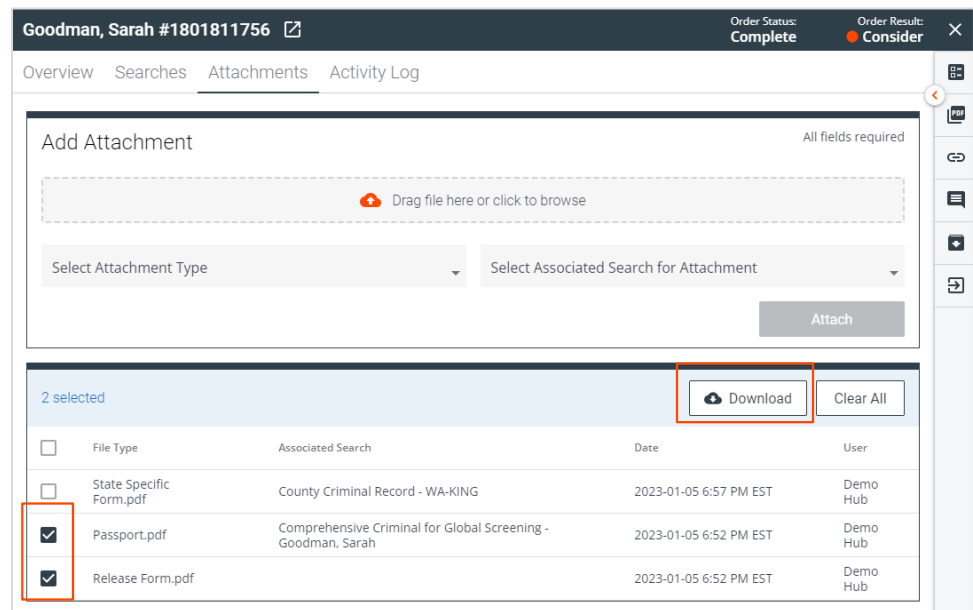 Goodman, Sarah #1801811756
Order Status:
Complete
Order Result:
Consider
Overview Searches Attachments Activity Log
PDF
Add Attachment
All fields required
Drag file here or click to browse
Select Attachment Type
Select Associated Search for Attachment
Attach
2 selected
Download
Clear All
File Type Associated Search Date User
State Specific
Form.pdf
County Criminal Record - WA-KING
2023-01-05 6:57 PM EST
Demo
Hub
Passport.pdf
Comprehensive Criminal for Global Screening -
Goodman, Sarah
2023-01-05 6:52 PM EST
Demo
Hub
Release Form.pdf
2023-01-05 6:52 PM EST
Demo
Hub